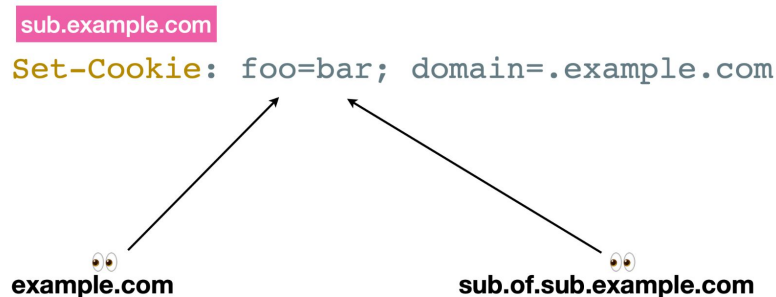 sub.example.com
Set-Cookie: foo=bar; domain=.example.com
example.com
sub.of.sub.example.com